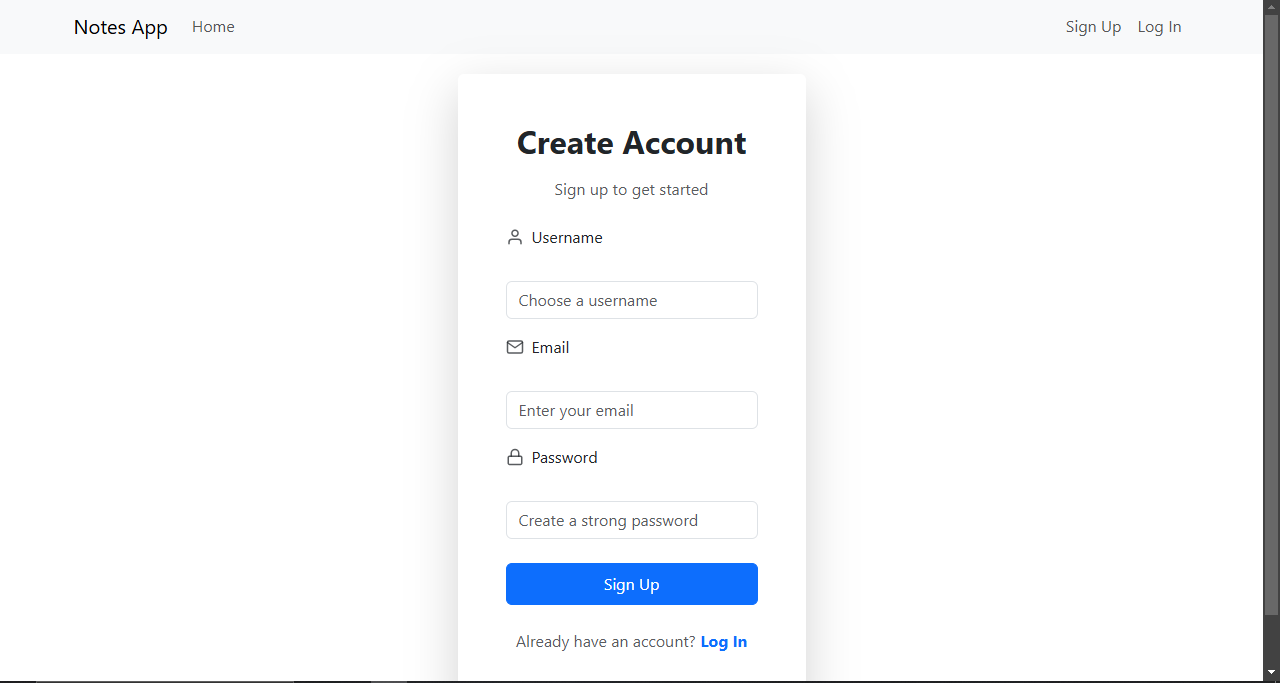 Notes App Home Sign Up Log In
Create Account
Sign up to get started
Username
Choose a username
Email
Enter your email
Password
Create a strong password
Sign Up
Already have an account? Log In